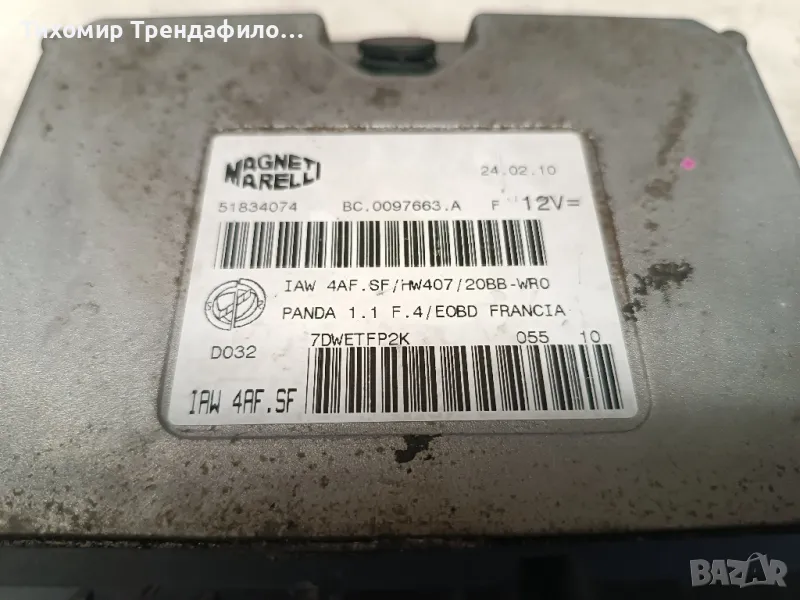 Тихомир Трендафило...
MAGNETI
MARELLI
24.02.10
51834074 BC.0097663.A F 12V=
IAW 4AF.SF/HW407/20BB-WR0
PANDA 1.1 F.4/EOBD FRANCIA
7DWETFP2K 055 10
D032
IAW 4AF.SF
BAZAR